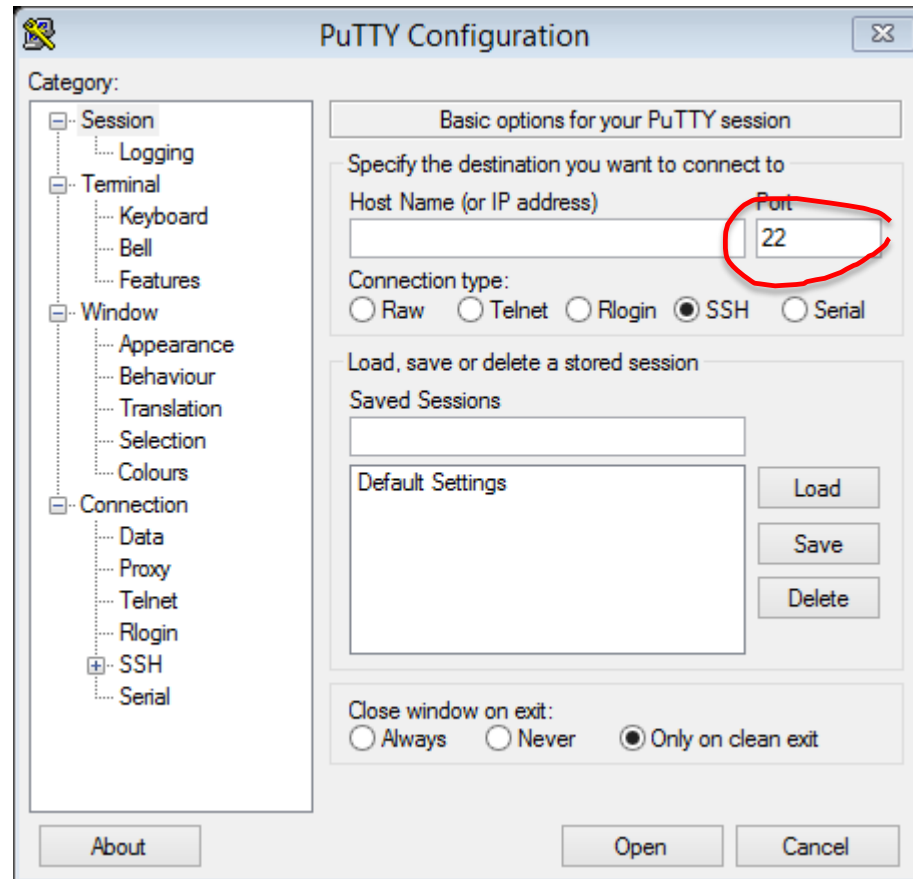 PuTTY Configuration
Category:
Session
Logging
Terminal
Keyboard
Bell
Features
Window
Appearance
Behaviour
Translation
Selection
Colours
Connection
Data
Proxy
Telnet
Rlogin
SSH
Serial
Basic options for your PuTTY session
Specify the destination you want to connect to
Host Name (or IP address) Port
22
Connection type:
Raw Telnet Rlogin SSH Serial
Load, save or delete a stored session
Saved Sessions
Default Settings
Load
Save
Delete
Close window on exit:
Always Never Only on clean exit
About Open Cancel